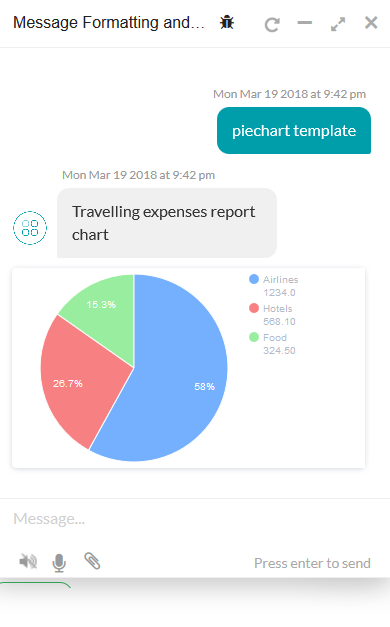 Message Formatting and...
Mon Mar 19 2018 at 9:42 pm
piechart template
Mon Mar 19 2018 at 9:42 pm
Travelling expenses report
chart
15.3%
26.7%
58%
Airlines
1234.0
Hotels
568.10
Food
324.50
Message...
Press enter to send